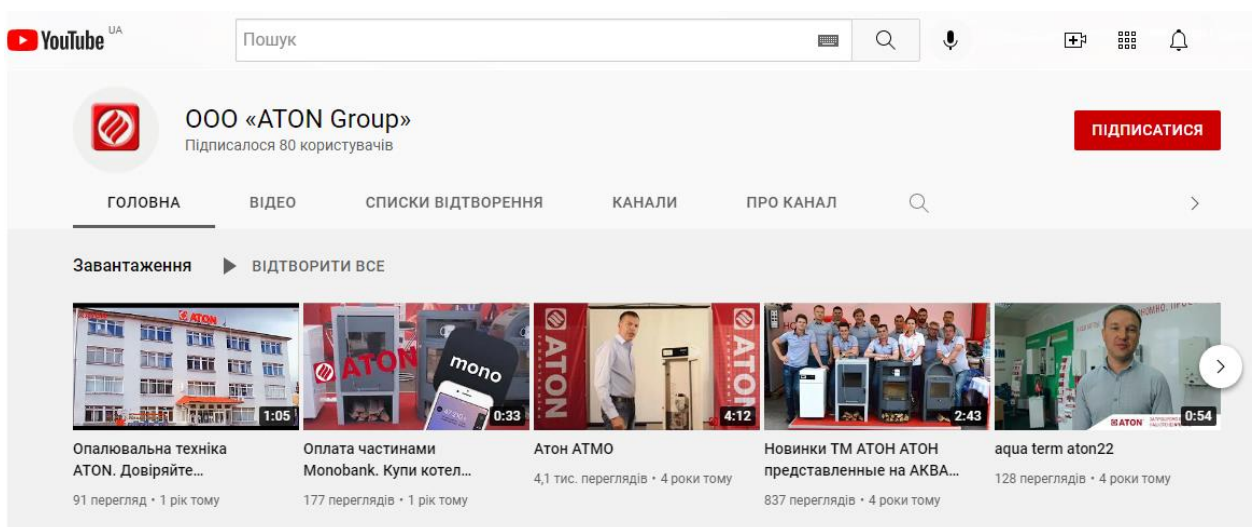 YouTube UA
Пошук
ООО «ATON Group»
Підписалося 80 користувачів
ПІДПИСАТИСЯ
ГОЛОВНА ВІДЕО СПИСКИ ВІДТВОРЕННЯ КАНАЛИ ПРО КАНАЛ
Завантаження ВІДТВОРИТИ ВСЕ
ATON
1:05
ATON
mono
0:33
ATON
ATON
4:12
2:43
ATON
0:54
Опалювальна техніка
ATON. Довіряйте...
91 перегляд • 1 рік тому
Оплата частинами
Monobank. Купи котел...
177 переглядів • 1 рік тому
Атон АТМО
4,1 тис. переглядів • 4 роки тому
Новинки ТМ АТОН АТОН
представленные на АКВА...
837 переглядів • 4 роки тому
aqua term aton22
128 переглядів • 4 роки тому